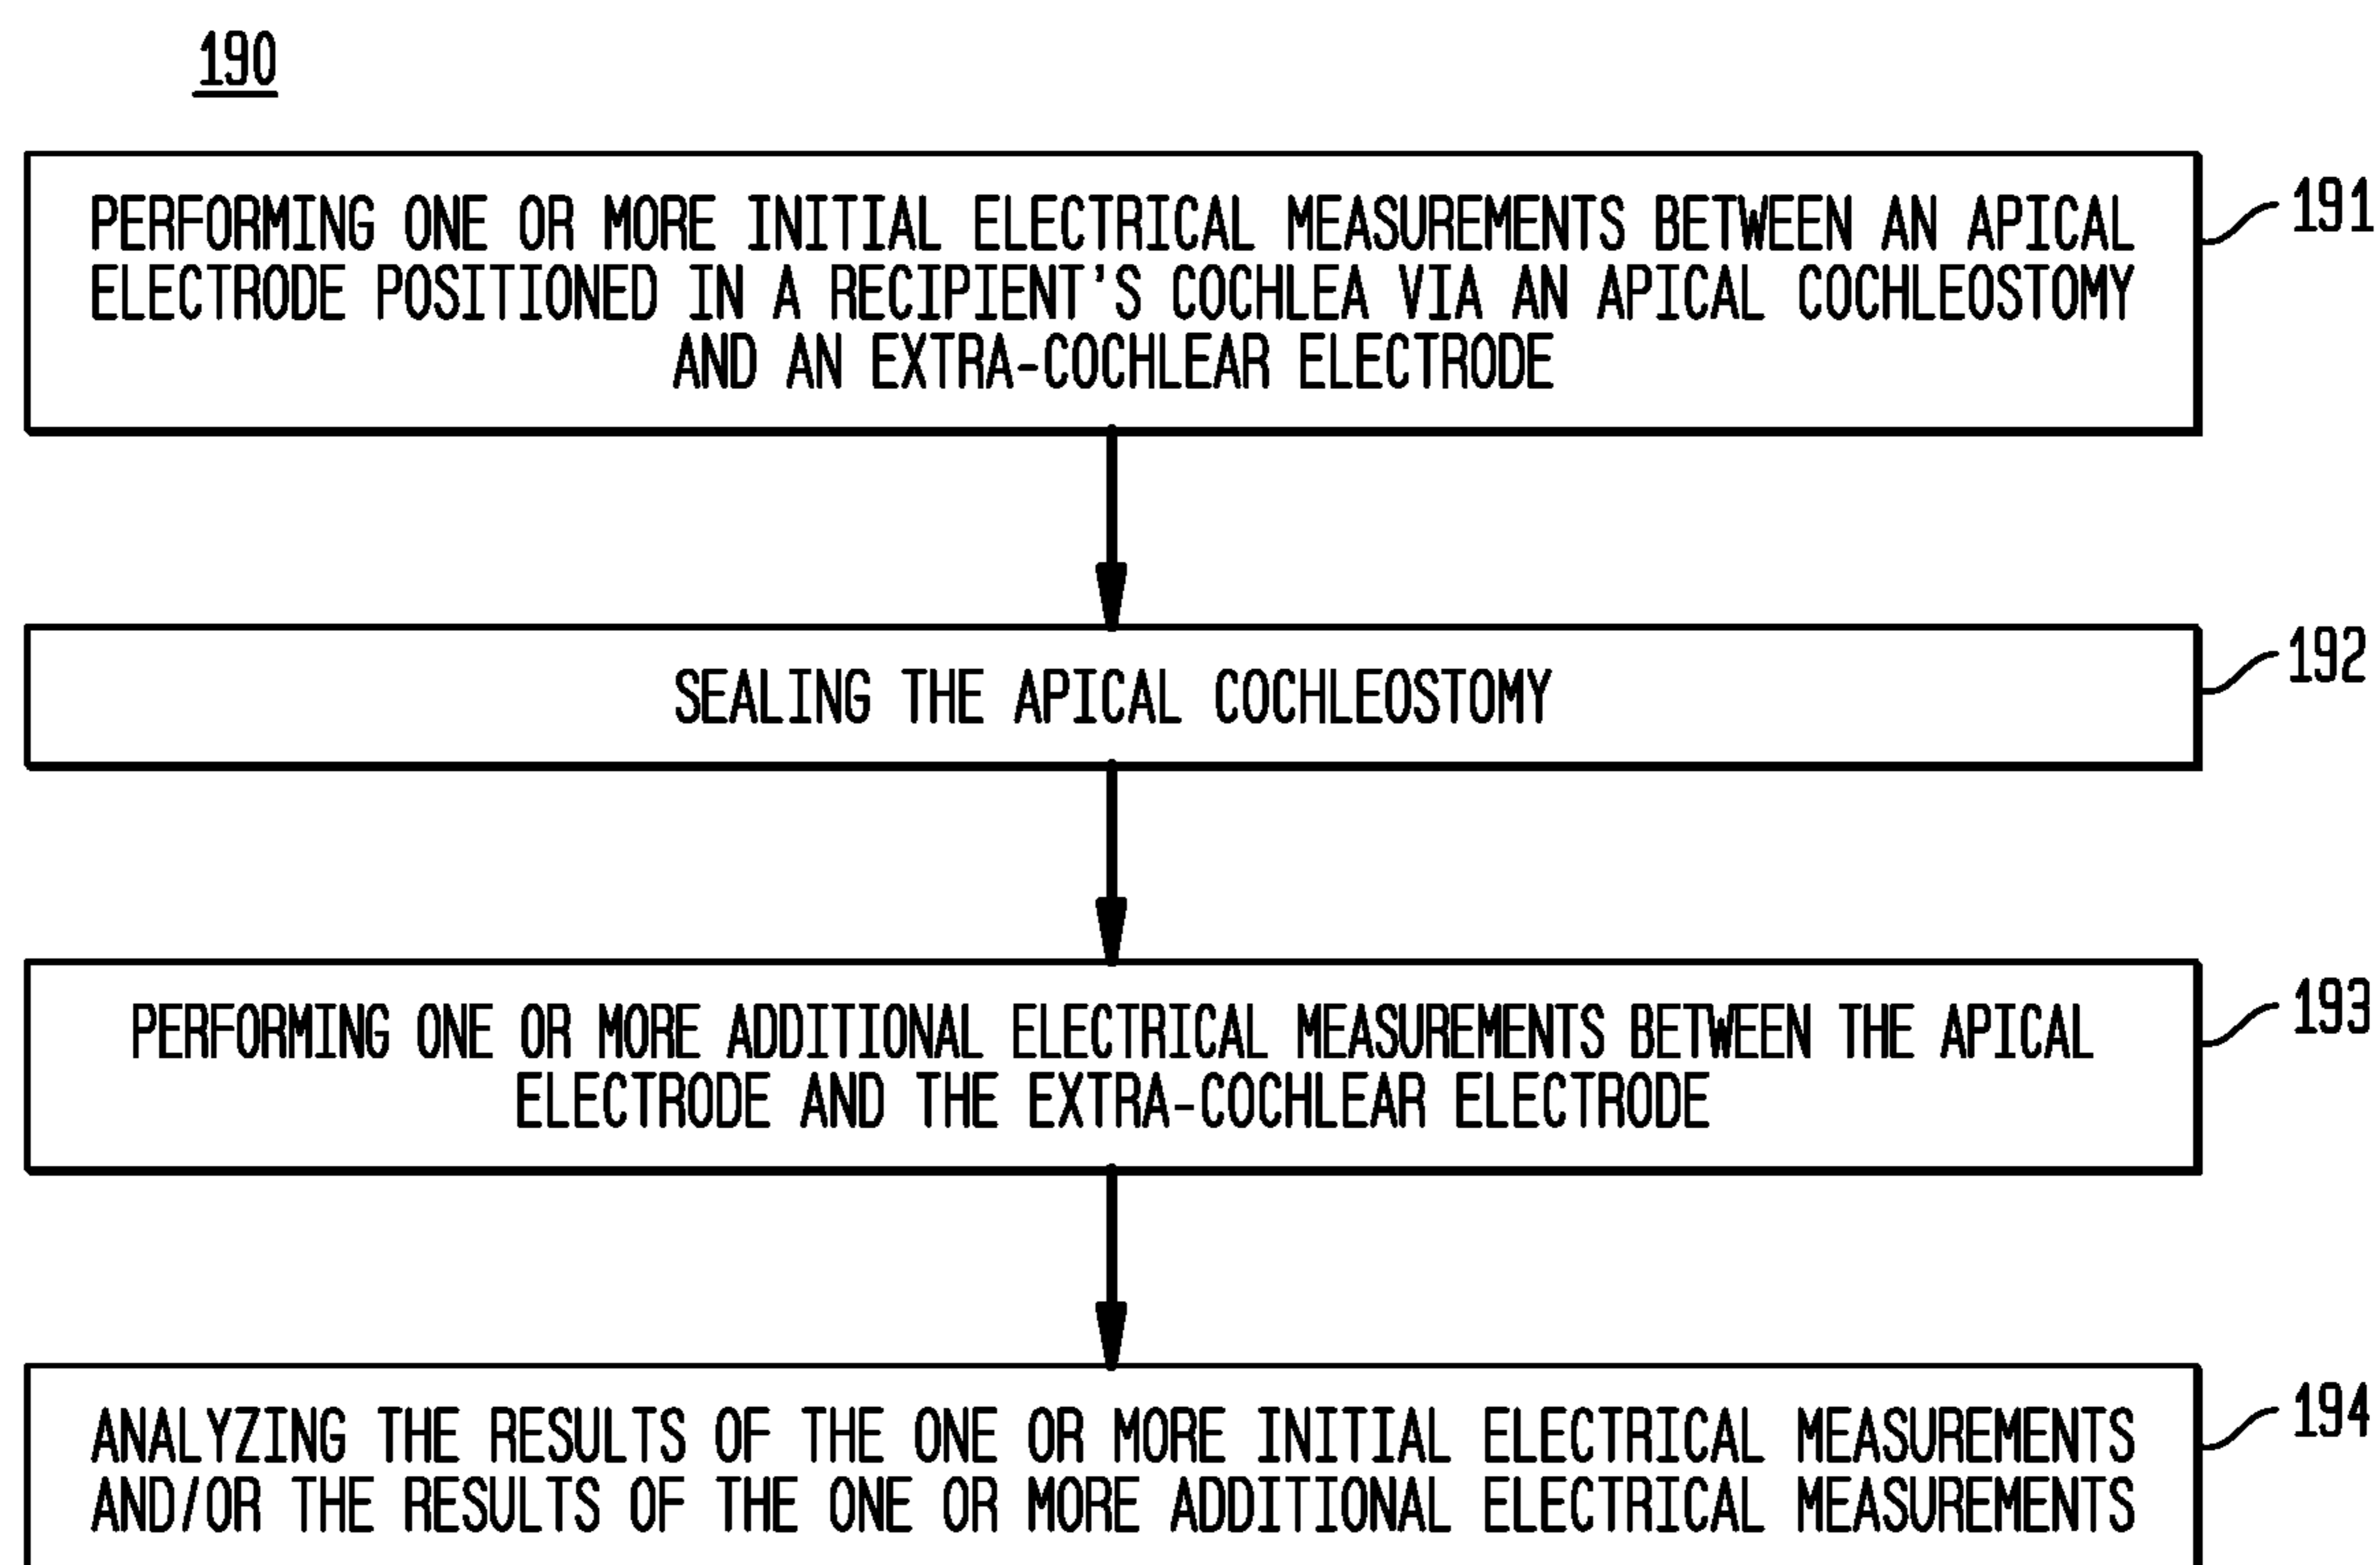 190
PERFORMING ONE OR MORE INITIAL ELECTRICAL MEASUREMENTS BETWEEN AN APICAL
ELECTRODE POSITIONED IN A RECIPIENT'S COCHLEA VIA AN APICAL COCHLEOSTOMY
AND AN EXTRA-COCHLEAR ELECTRODE
191
SEALING THE APICAL COCHLEOSTOMY
192
PERFORMING ONE OR MORE ADDITIONAL ELECTRICAL MEASUREMENTS BETWEEN THE APICAL
ELECTRODE AND THE EXTRA-COCHLEAR ELECTRODE
193
ANALYZING THE RESULTS OF THE ONE OR MORE INITIAL ELECTRICAL MEASUREMENTS
AND/OR THE RESULTS OF THE ONE OR MORE ADDITIONAL ELECTRICAL MEASUREMENTS
194